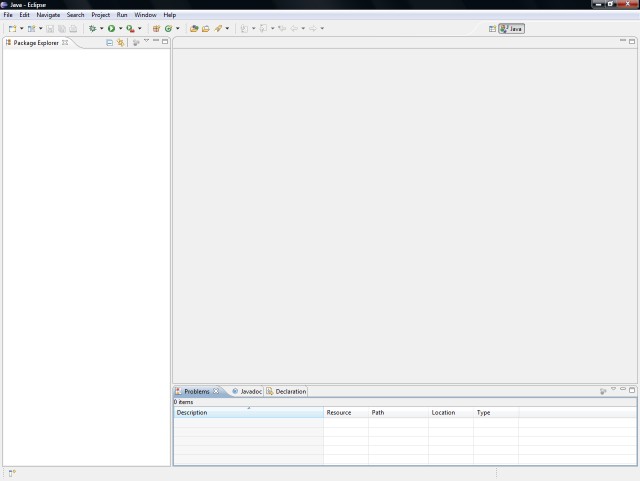 Java - Eclipse
File Edit Navigate Search Project Run Window Help
Java
Package Explorer
Problems Javadoc Declaration
0 items
Description Resource Path Location Type